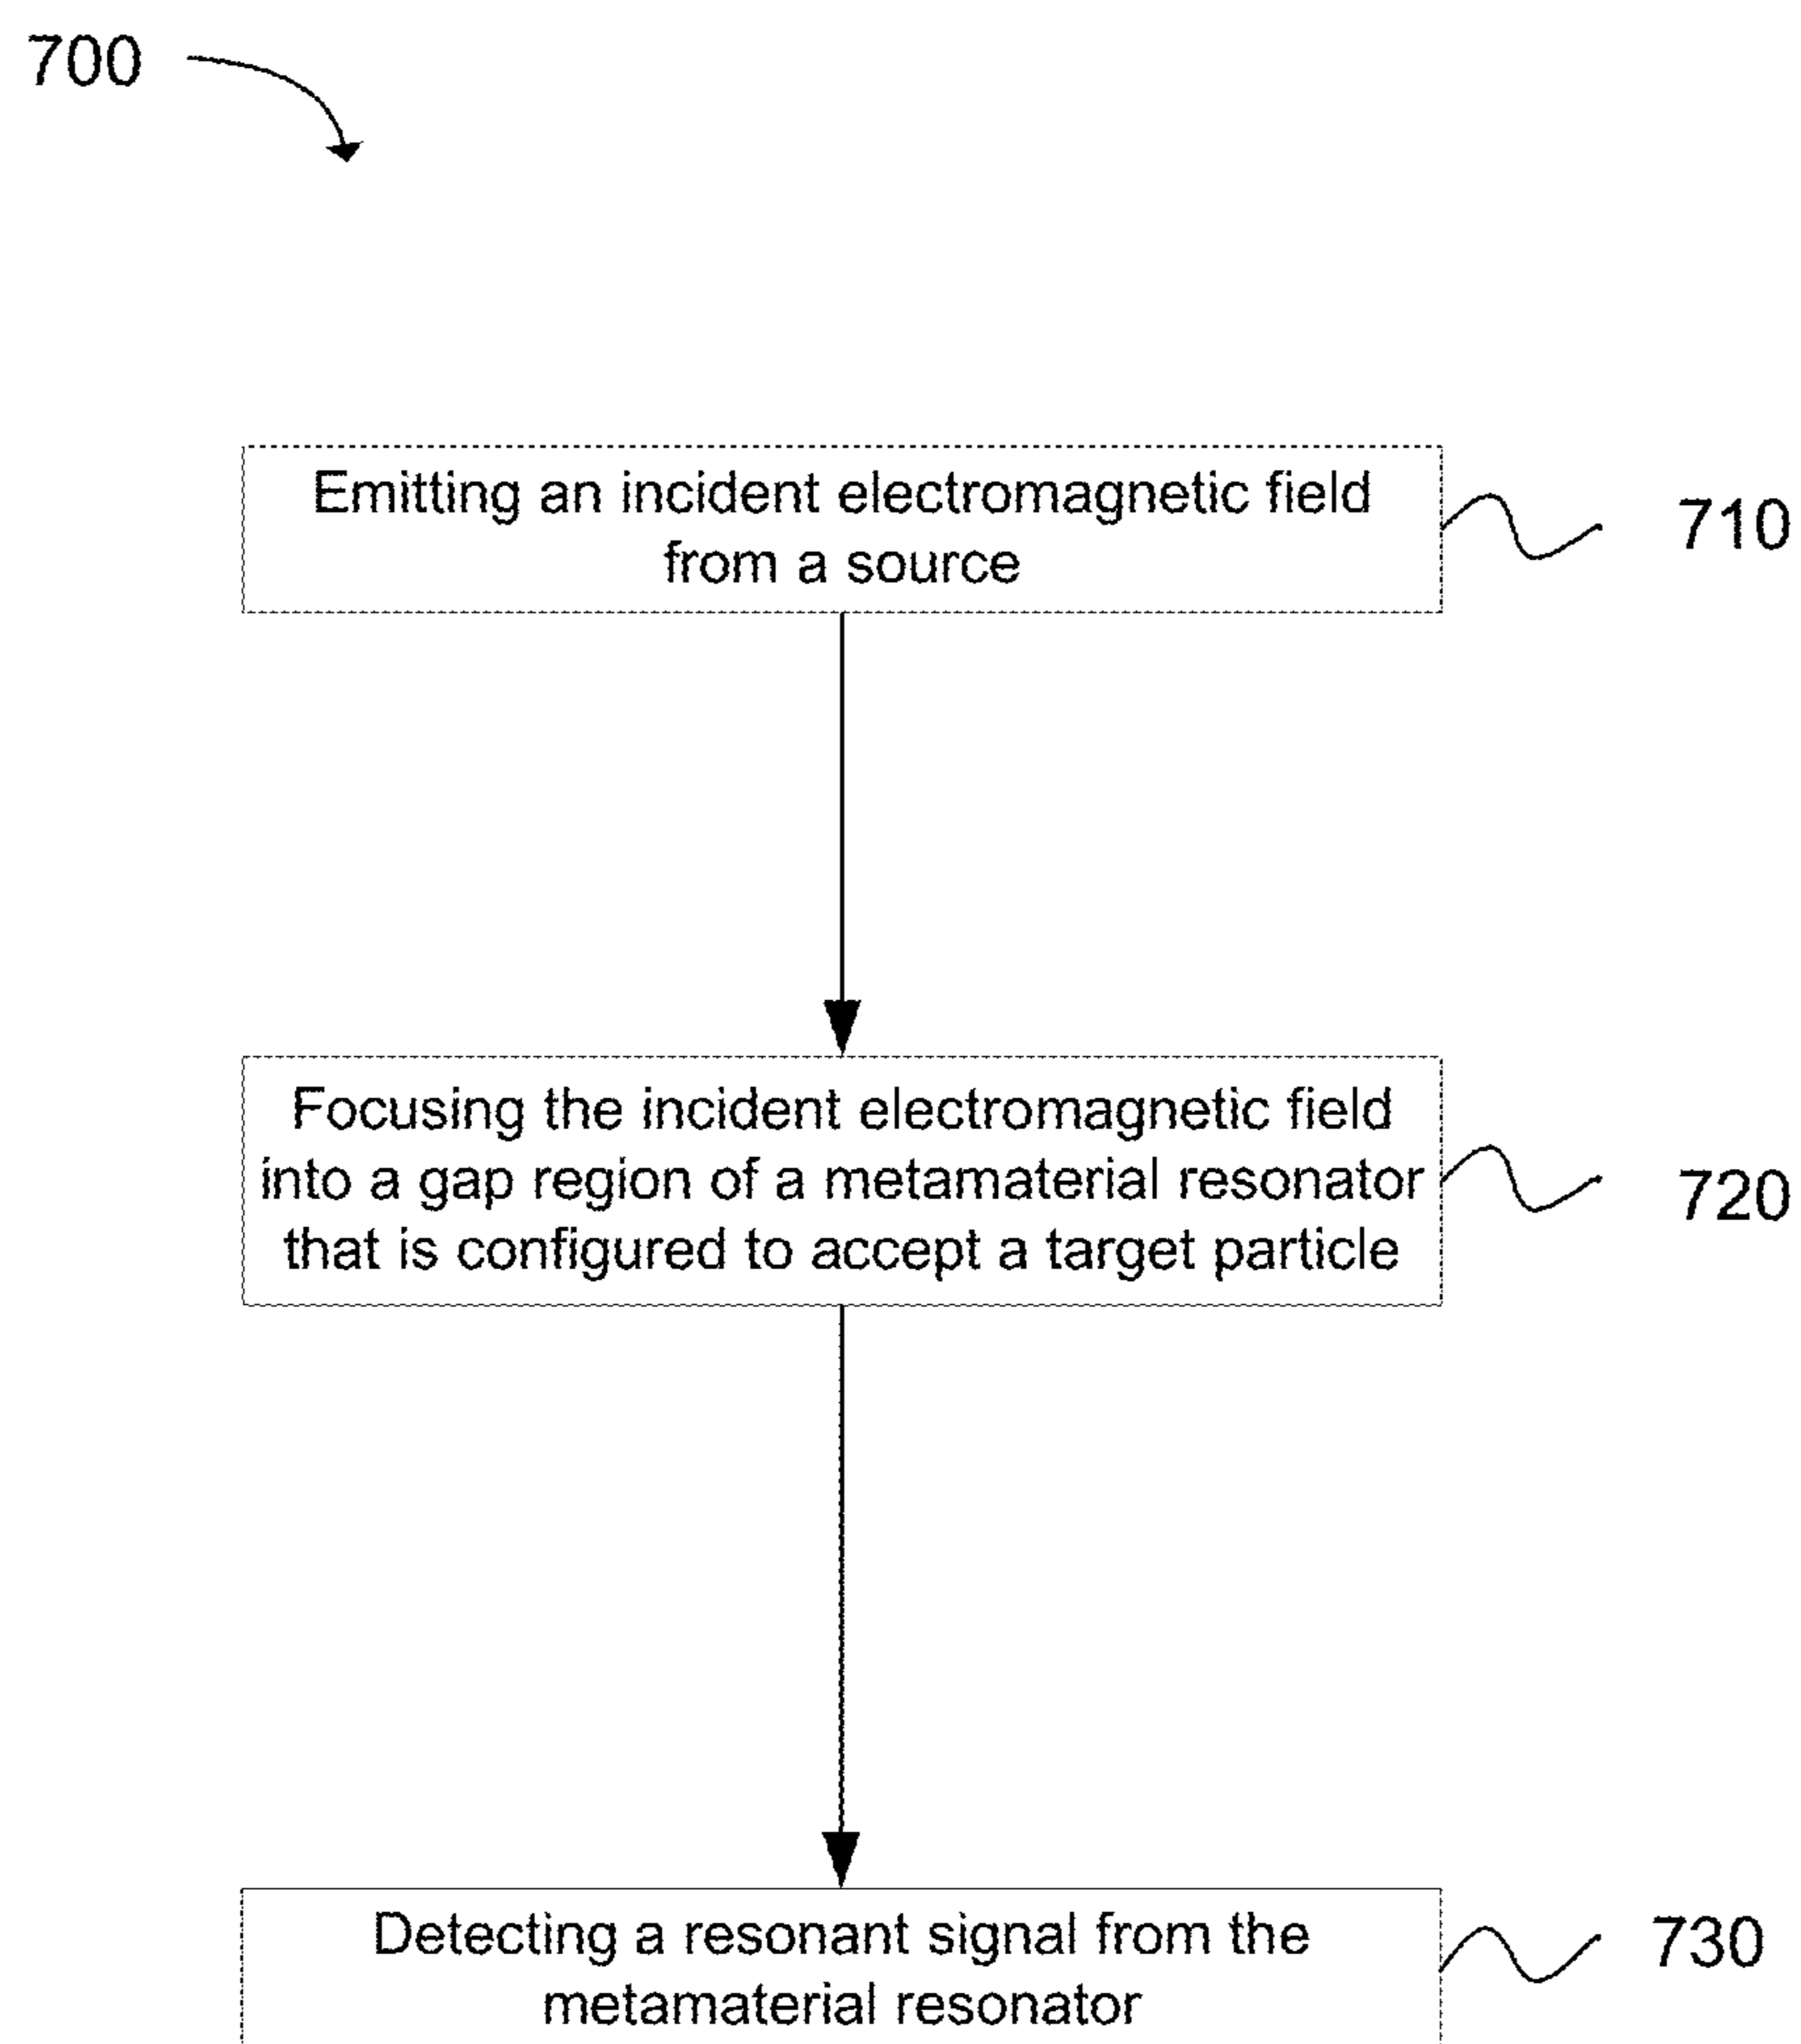 700
Emitting an incident electromagnetic field
from a source
710
Focusing the incident electromagnetic field
into a gap region of a metamaterial resonator
that is configured to accept a target particle
720
Detecting a resonant signal from the
metamaterial resonator
730